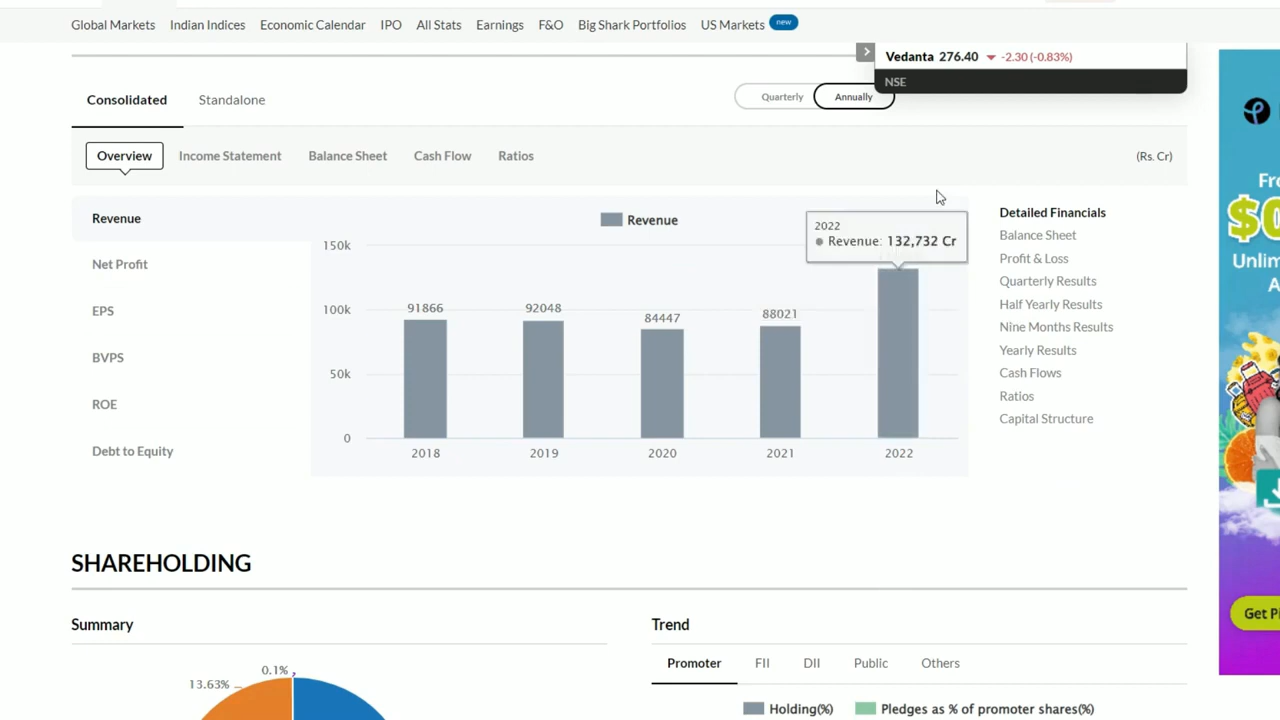 Global Markets Indian Indices Economic Calendar IPO All Stats Earnings F&O Big Shark Portfolios US Markets new
Vedanta 276.40 -2.30 (-0.83%)
NSE
Consolidated Standalone
Quarterly Annually
Overview Income Statement Balance Sheet Cash Flow Ratios (Rs. Cr)
Revenue
Net Profit
EPS
BVPS
ROE
Debt to Equity
Revenue
2022
Revenue: 132,732 Cr
150k
100k
50k
0
91866 92048 84447 88021
2018 2019 2020 2021 2022
Detailed Financials
Balance Sheet
Profit & Loss
Quarterly Results
Half Yearly Results
Nine Months Results
Yearly Results
Cash Flows
Ratios
Capital Structure
SHAREHOLDING
Summary
0.1%
13.63%
Trend
Promoter FII DII Public Others
Holding(%) Pledges as % of promoter shares(%)